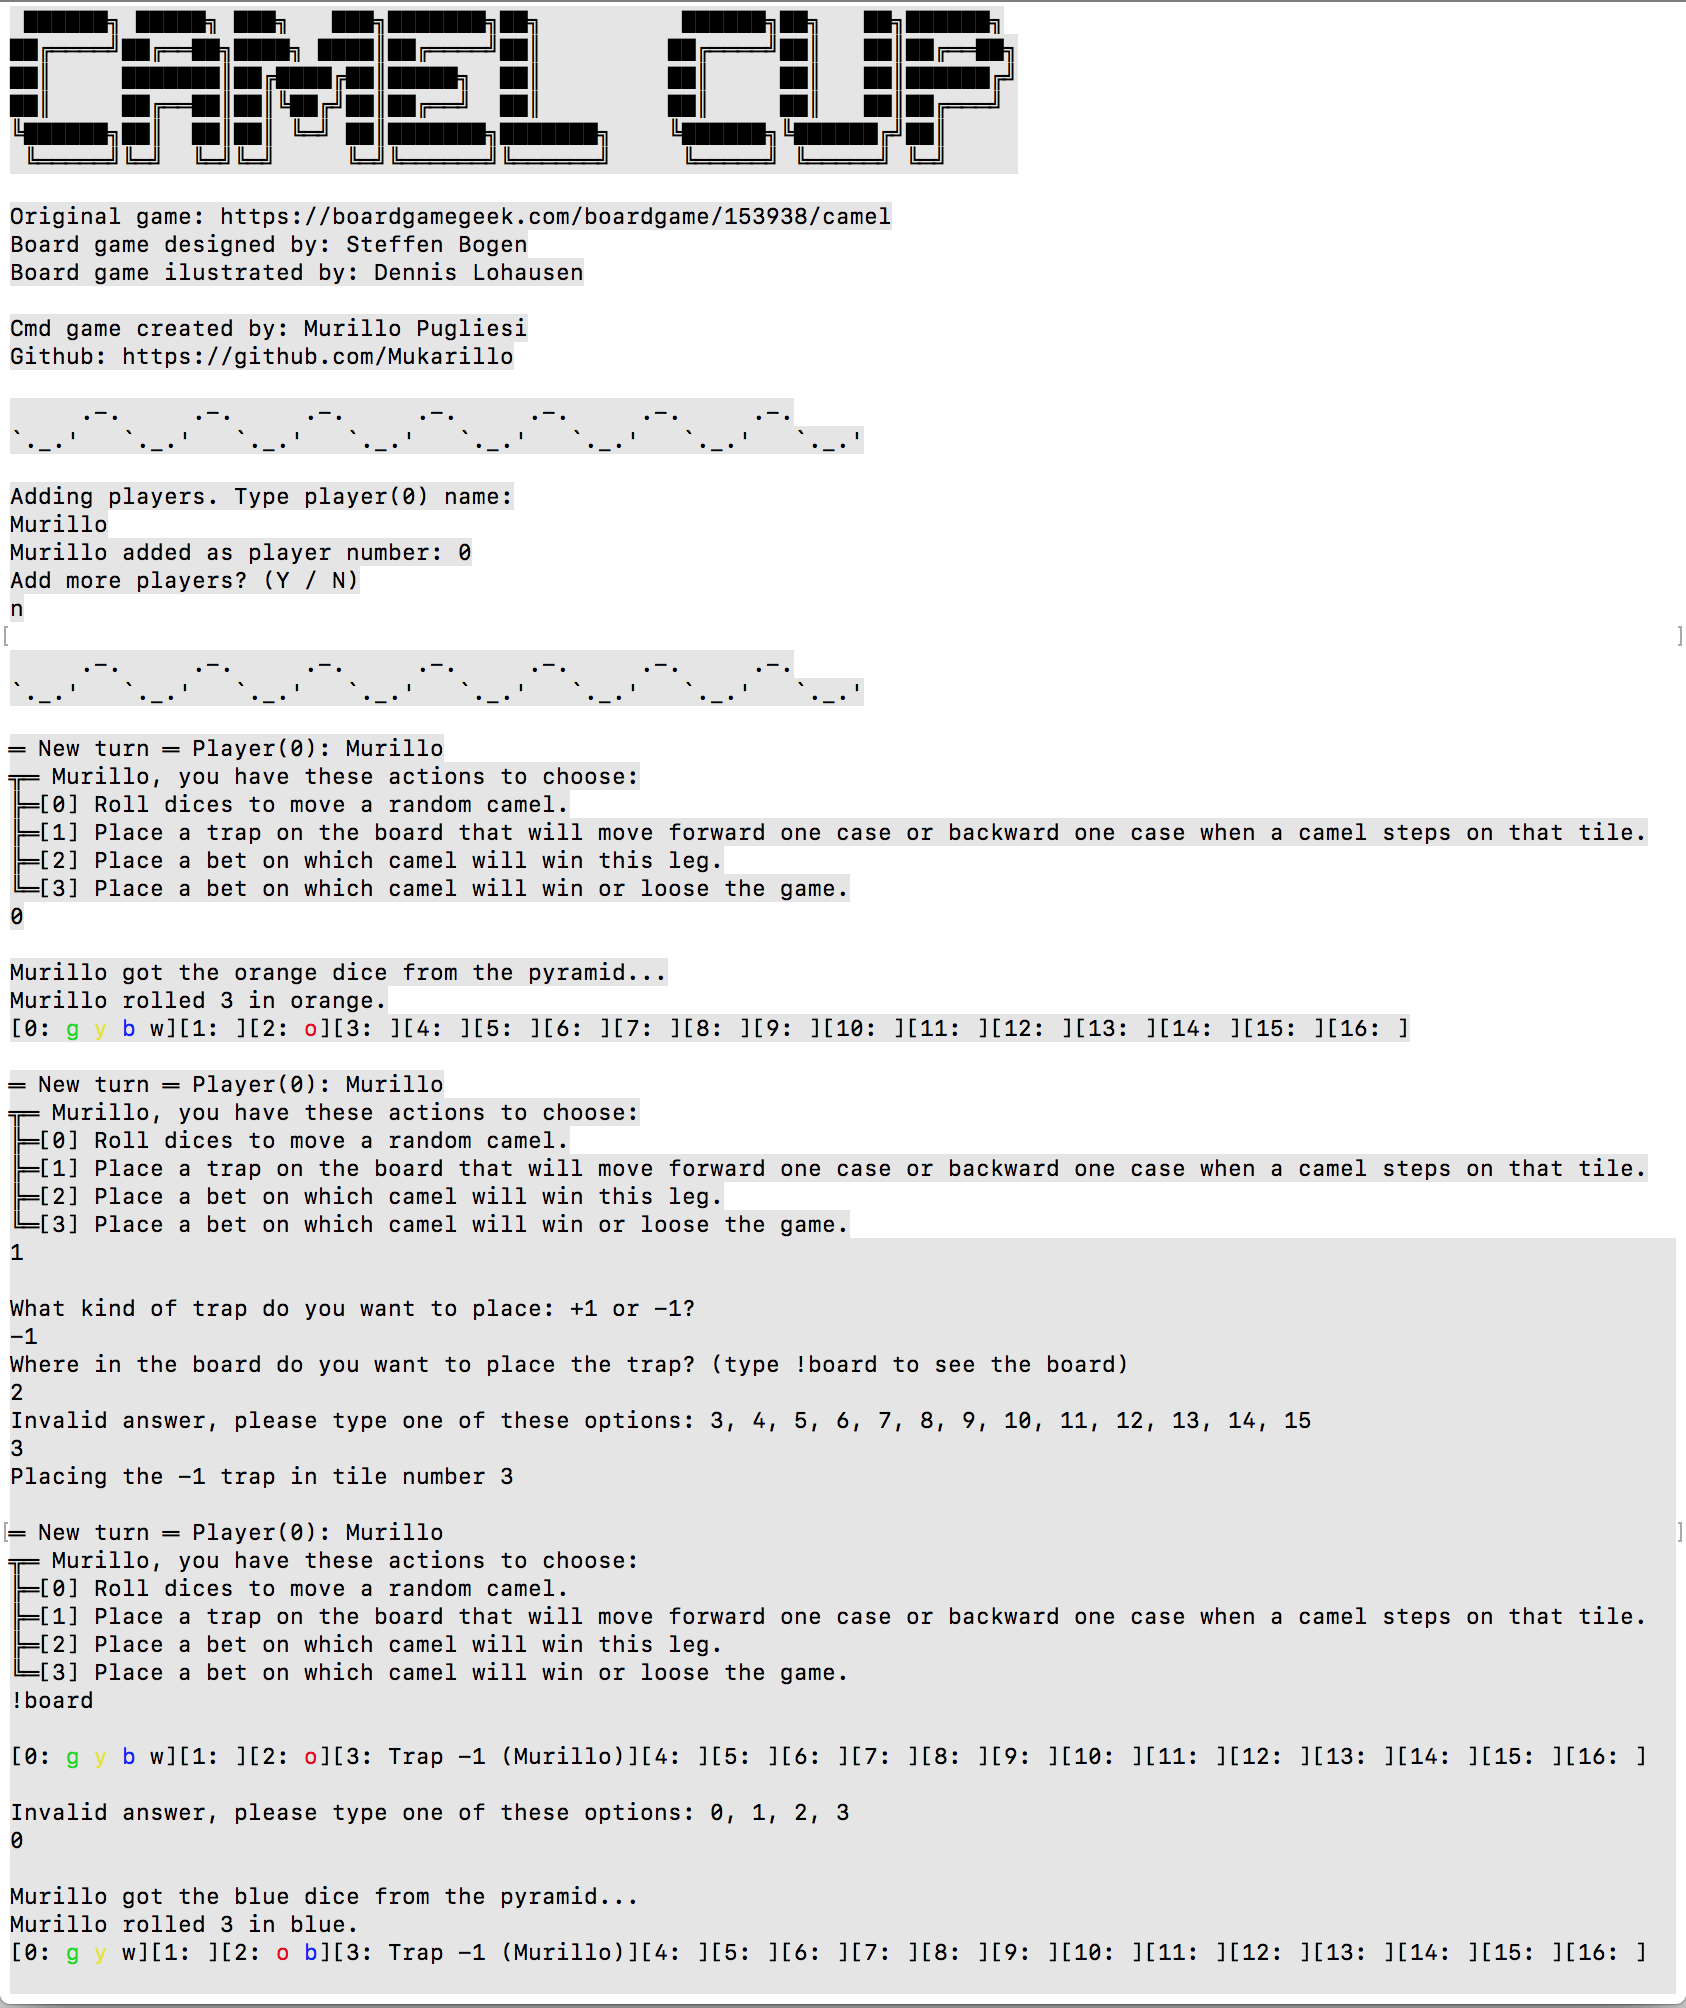 CAMEL CUP
Original game: https://boardgamegeek.com/boardgame/153938/camel
Board game designed by: Steffen Bogen
Board game ilustrated by: Dennis Lohausen
Cmd game created by: Murillo Pugliesi
Github: https://github.com/Mukarillo
.-. .-. .-. .-. .-. .-. .-.
`._.' `._.' `._.' `._.' `._.' `._.' `._.' `._.'
Adding players. Type player(0) name:
Murillo
Murillo added as player number: 0
Add more players? (Y / N)
n
[ ]
.-. .-. .-. .-. .-. .-. .-.
`._.' `._.' `._.' `._.' `._.' `._.' `._.' `._.'
═ New turn ═ Player(0): Murillo
╦═ Murillo, you have these actions to choose:
╠═[0] Roll dices to move a random camel.
╠═[1] Place a trap on the board that will move forward one case or backward one case when a camel steps on that tile.
╠═[2] Place a bet on which camel will win this leg.
╚═[3] Place a bet on which camel will win or loose the game.
0
Murillo got the orange dice from the pyramid...
Murillo rolled 3 in orange.
[0: g y b w][1: ][2: o][3: ][4: ][5: ][6: ][7: ][8: ][9: ][10: ][11: ][12: ][13: ][14: ][15: ][16: ]
═ New turn ═ Player(0): Murillo
╦═ Murillo, you have these actions to choose:
╠═[0] Roll dices to move a random camel.
╠═[1] Place a trap on the board that will move forward one case or backward one case when a camel steps on that tile.
╠═[2] Place a bet on which camel will win this leg.
╚═[3] Place a bet on which camel will win or loose the game.
1
What kind of trap do you want to place: +1 or -1?
-1
Where in the board do you want to place the trap? (type !board to see the board)
2
Invalid answer, please type one of these options: 3, 4, 5, 6, 7, 8, 9, 10, 11, 12, 13, 14, 15
3
Placing the -1 trap in tile number 3
[═ New turn ═ Player(0): Murillo ]
╦═ Murillo, you have these actions to choose:
╠═[0] Roll dices to move a random camel.
╠═[1] Place a trap on the board that will move forward one case or backward one case when a camel steps on that tile.
╠═[2] Place a bet on which camel will win this leg.
╚═[3] Place a bet on which camel will win or loose the game.
!board
[0: g y b w][1: ][2: o][3: Trap -1 (Murillo)][4: ][5: ][6: ][7: ][8: ][9: ][10: ][11: ][12: ][13: ][14: ][15: ][16: ]
Invalid answer, please type one of these options: 0, 1, 2, 3
0
Murillo got the blue dice from the pyramid...
Murillo rolled 3 in blue.
[0: g y w][1: ][2: o b][3: Trap -1 (Murillo)][4: ][5: ][6: ][7: ][8: ][9: ][10: ][11: ][12: ][13: ][14: ][15: ][16: ]